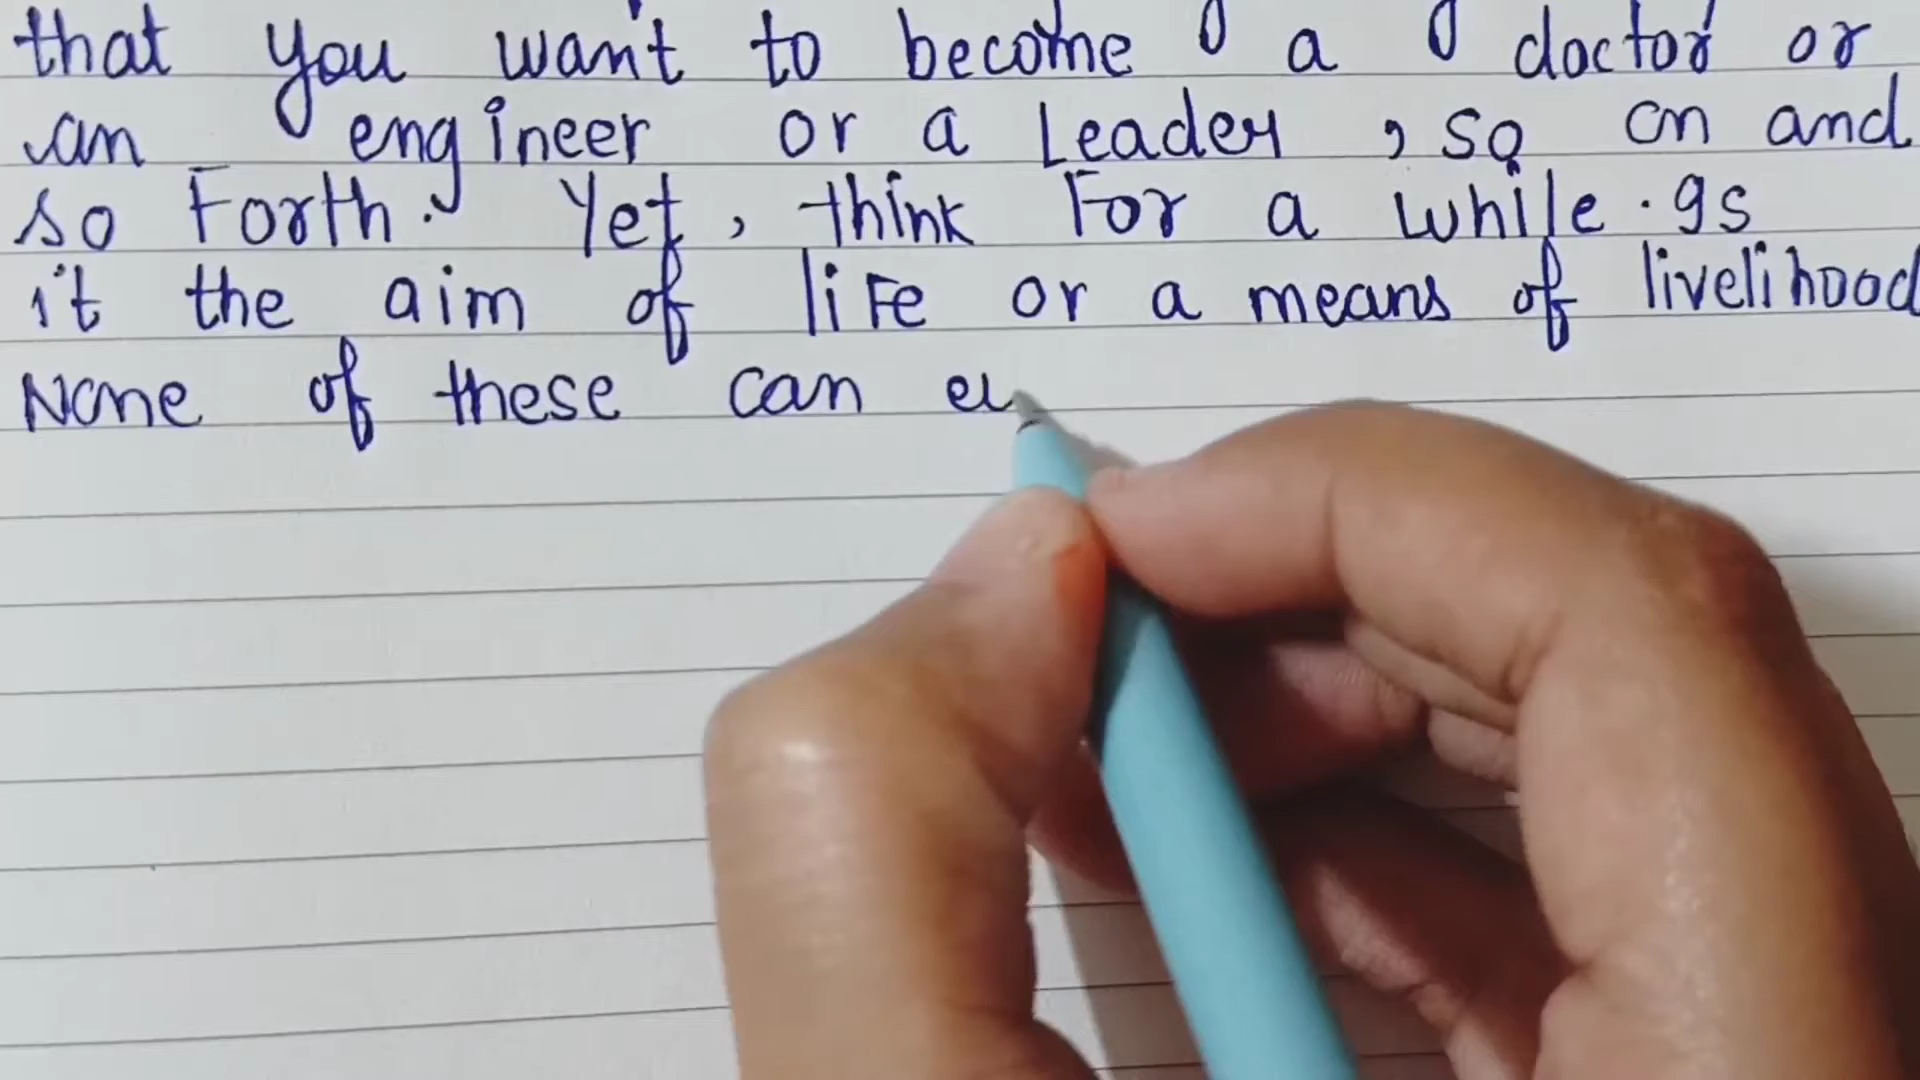 that you want to become a doctor or
an engineer or a Leader , so on and
so Forth. Yet, think For a while. Is
it the aim of life or a means of livelihood
None of these can